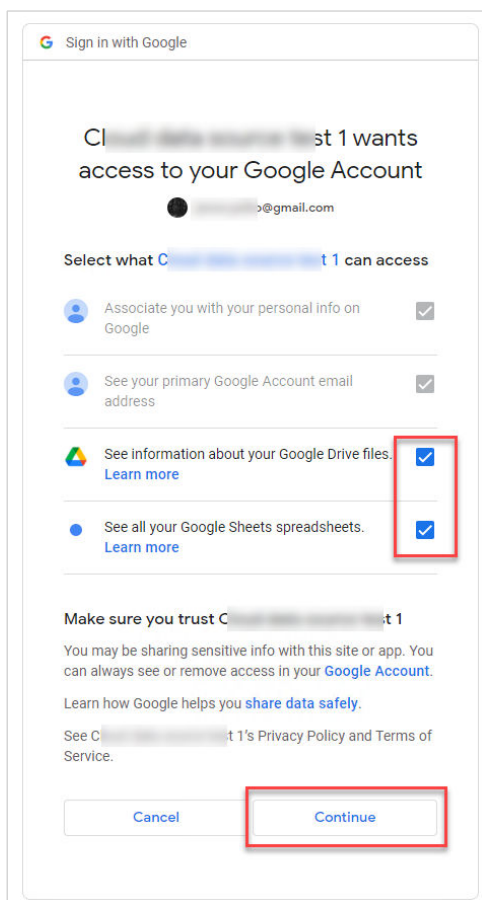 Sign in with Google
Cl st 1 wants
access to your Google Account
o@gmail.com
Select what C t 1 can access
Associate you with your personal info on
Google
See your primary Google Account email
address
See information about your Google Drive files.
Learn more
See all your Google Sheets spreadsheets.
Learn more
Make sure you trust C t 1
You may be sharing sensitive info with this site or app. You
can always see or remove access in your Google Account.
Learn how Google helps you share data safely.
See C t 1's Privacy Policy and Terms of
Service.
Cancel Continue